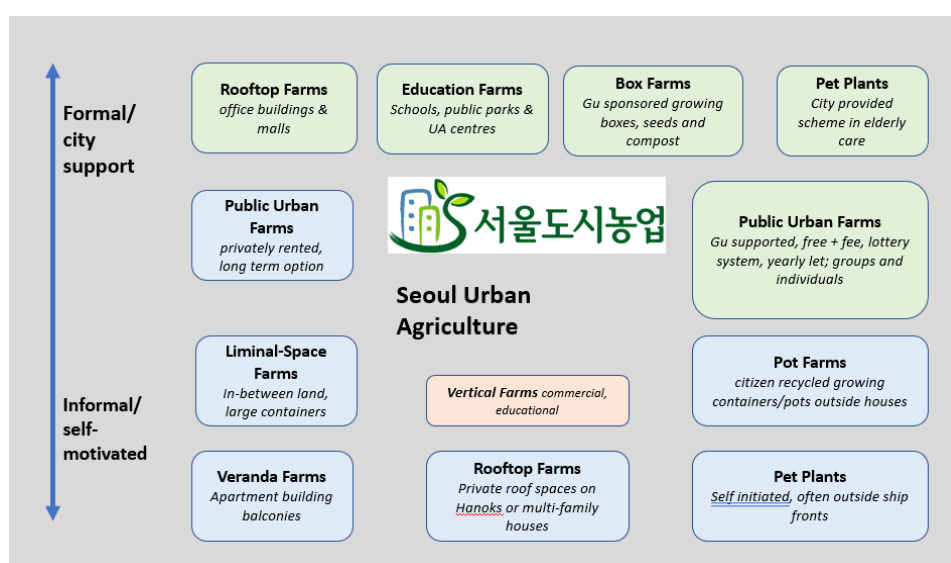 Formal/
city
support
Rooftop Farms
office buildings &
malls
Education Farms
Schools, public parks &
UA centres
Box Farms
Gu sponsored growing
boxes, seeds and
compost
Pet Plants
City provided
scheme in elderly
care
Public Urban
Farms
privately rented,
long term option
서울도시농업
Public Urban Farms
Gu supported, free + fee, lottery
system, yearly let; groups and
individuals
Seoul Urban
Agriculture
Liminal-Space
Farms
In-between land,
large containers
Vertical Farms commercial,
educational
Pot Farms
citizen recycled growing
containers/pots outside houses
Informal/
self-
motivated
Veranda Farms
Apartment building
balconies
Rooftop Farms
Private roof spaces on
Hanoks or multi-family
houses
Pet Plants
Self initiated, often outside ship
fronts